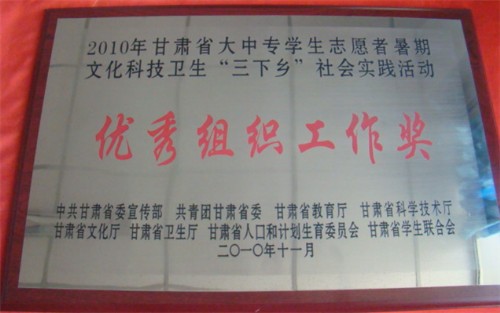 2010年甘肃省大中专学生志愿者暑期
文化科技卫生“三下乡”社会实践活动
优秀组织工作奖
中共甘肃省委宣传部 共青团甘肃省委 甘肃省教育厅 甘肃省科学技术厅
甘肃省文化厅 甘肃省卫生厅 甘肃省人口和计划生育委员会 甘肃省学生联合会
二〇一〇年十一月